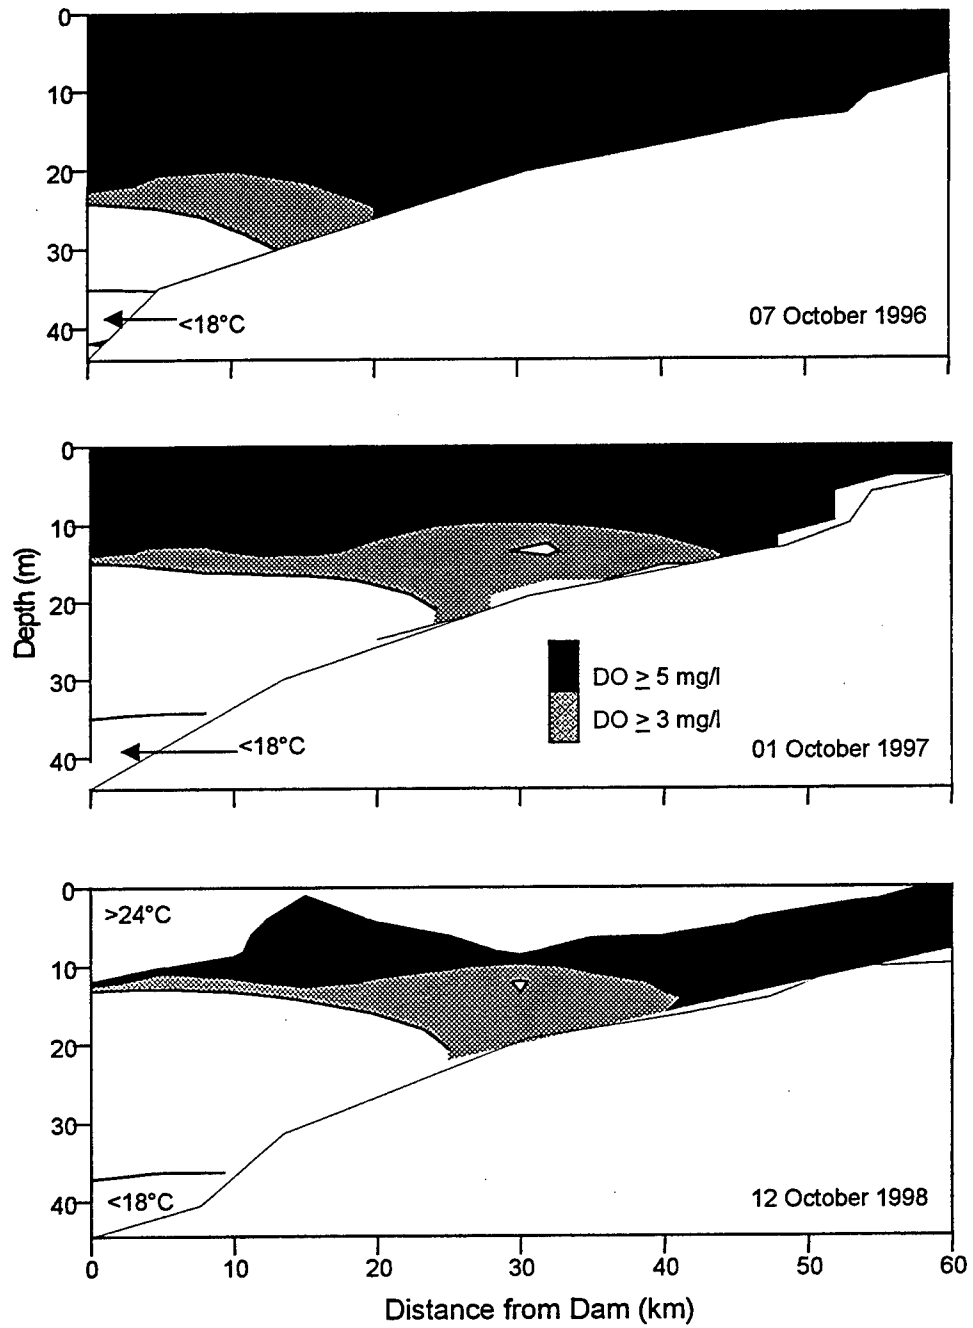 0
10
20
30
40
<18°C
07 October 1996
0
10
20
30
40
Depth (m)
DO ≥ 5 mg/l
DO ≥ 3 mg/l
<18°C
01 October 1997
0
10
20
30
40
>24°C
<18°C
12 October 1998
0 10 20 30 40 50 60
Distance from Dam (km)